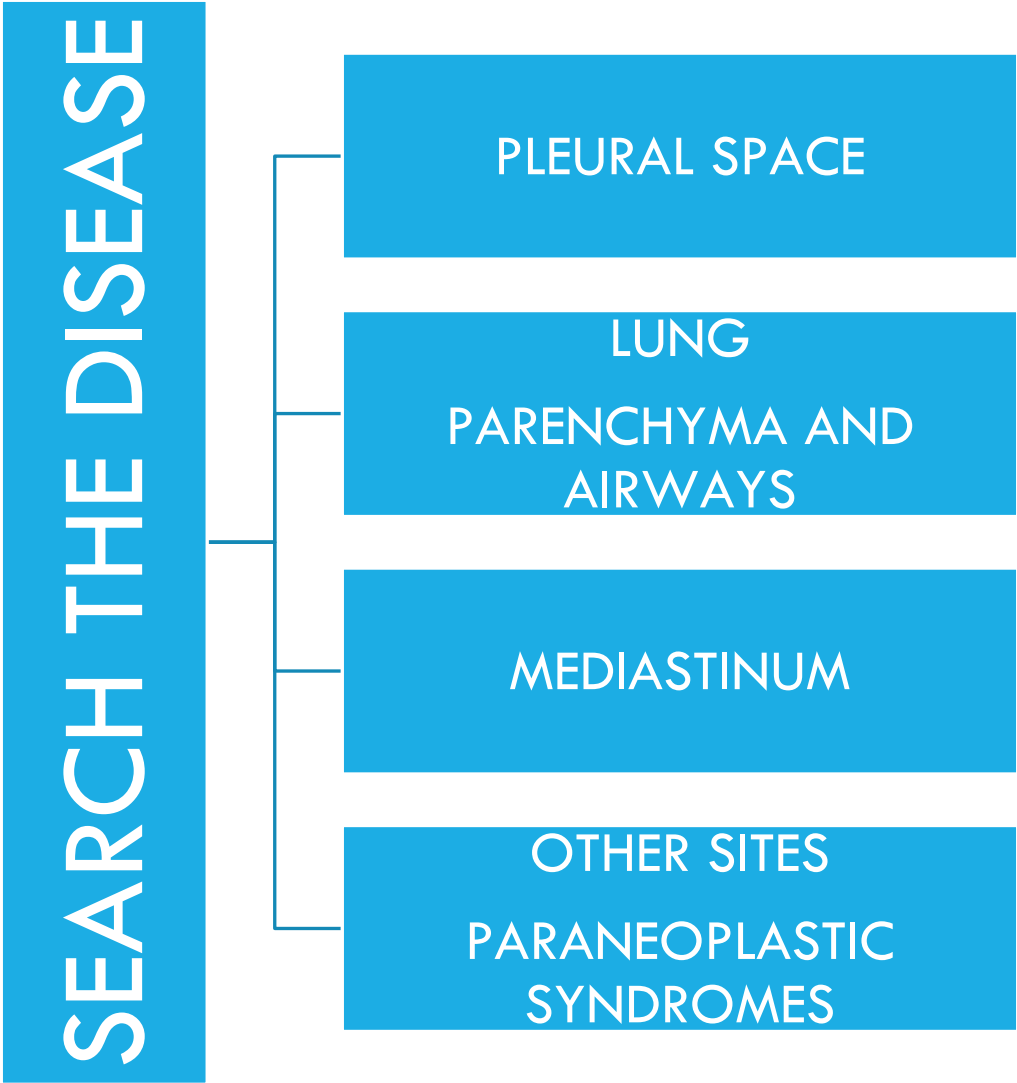 SEARCH THE DISEASE
PLEURAL SPACE
LUNG
PARENCHYMA AND
AIRWAYS
MEDIASTINUM
OTHER SITES
PARANEOPLASTIC
SYNDROMES